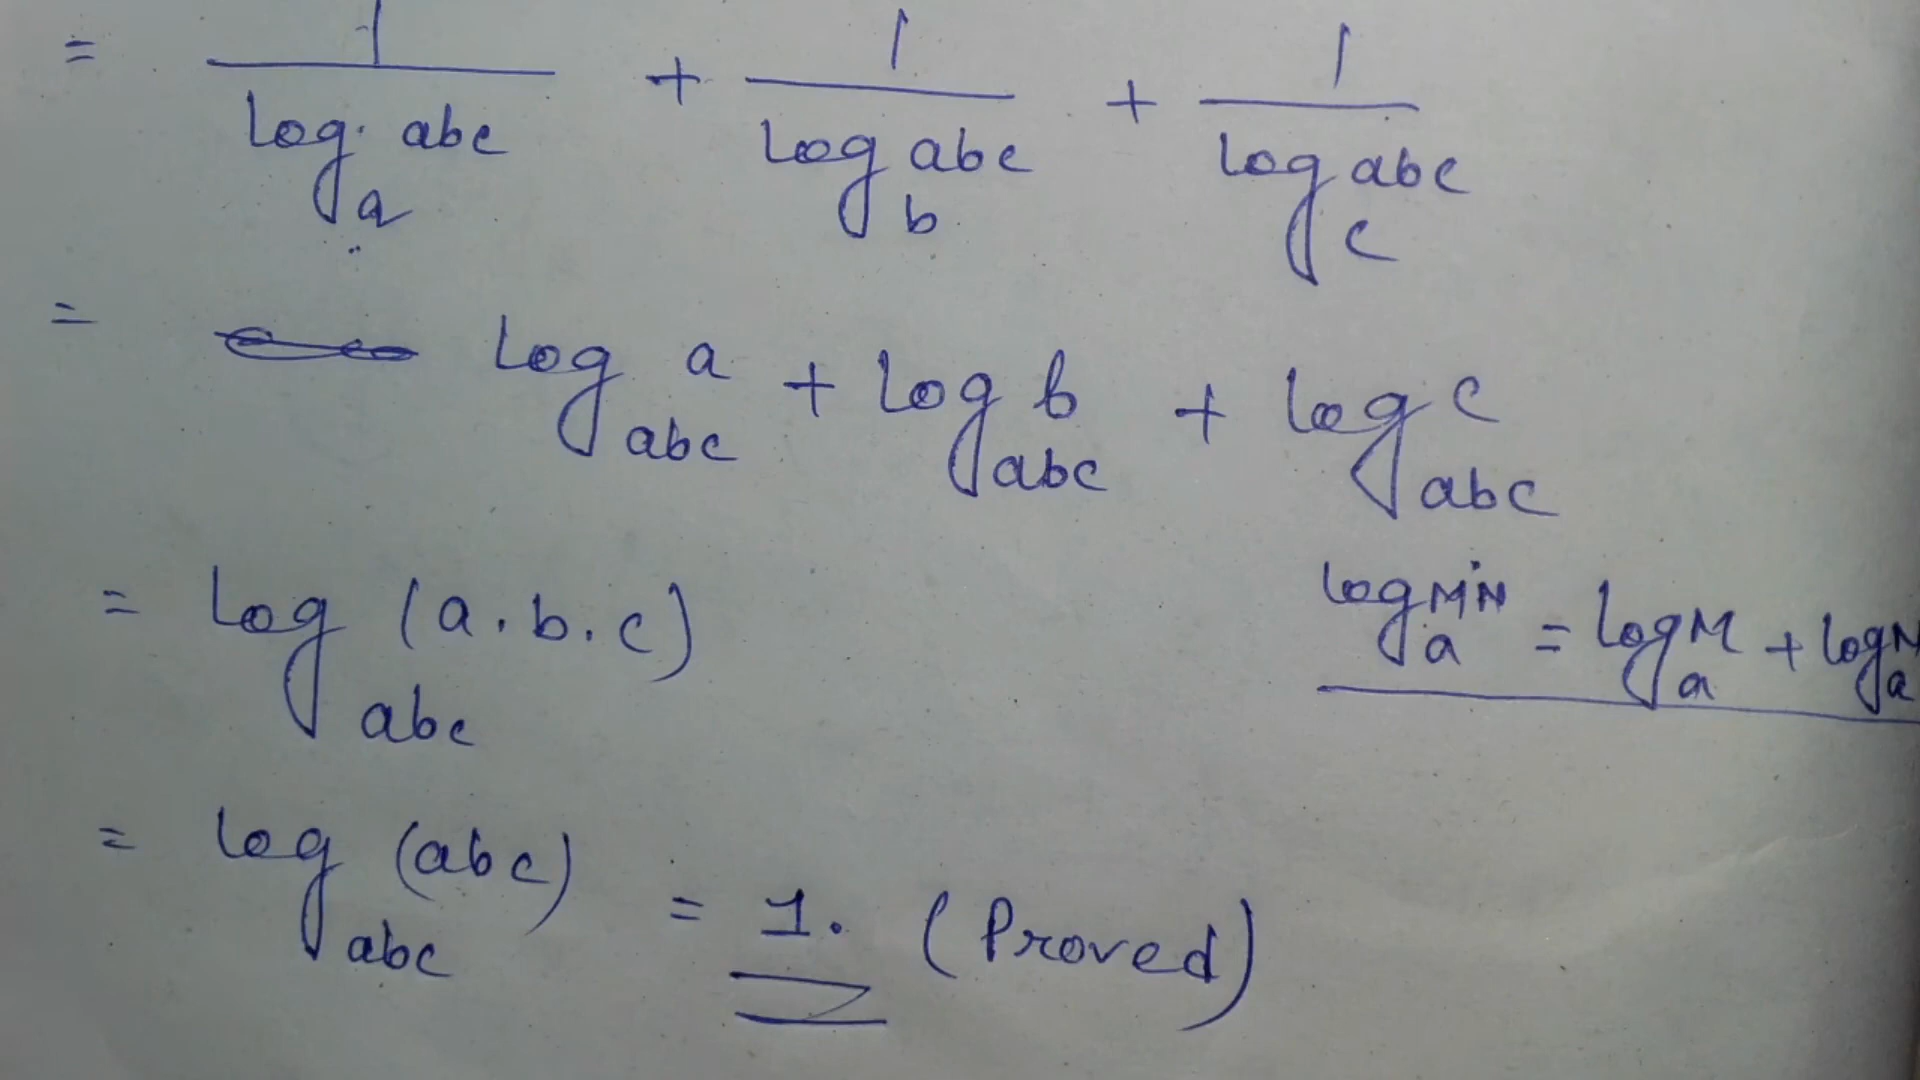 = 1/log_a abc + 1/log_b abc + 1/log_c abc
= log_abc a + log_abc b + log_abc c
= log_abc (a.b.c)
log_a MN = log_a M + log_a N
= log_abc (abc) = 1. (Proved)